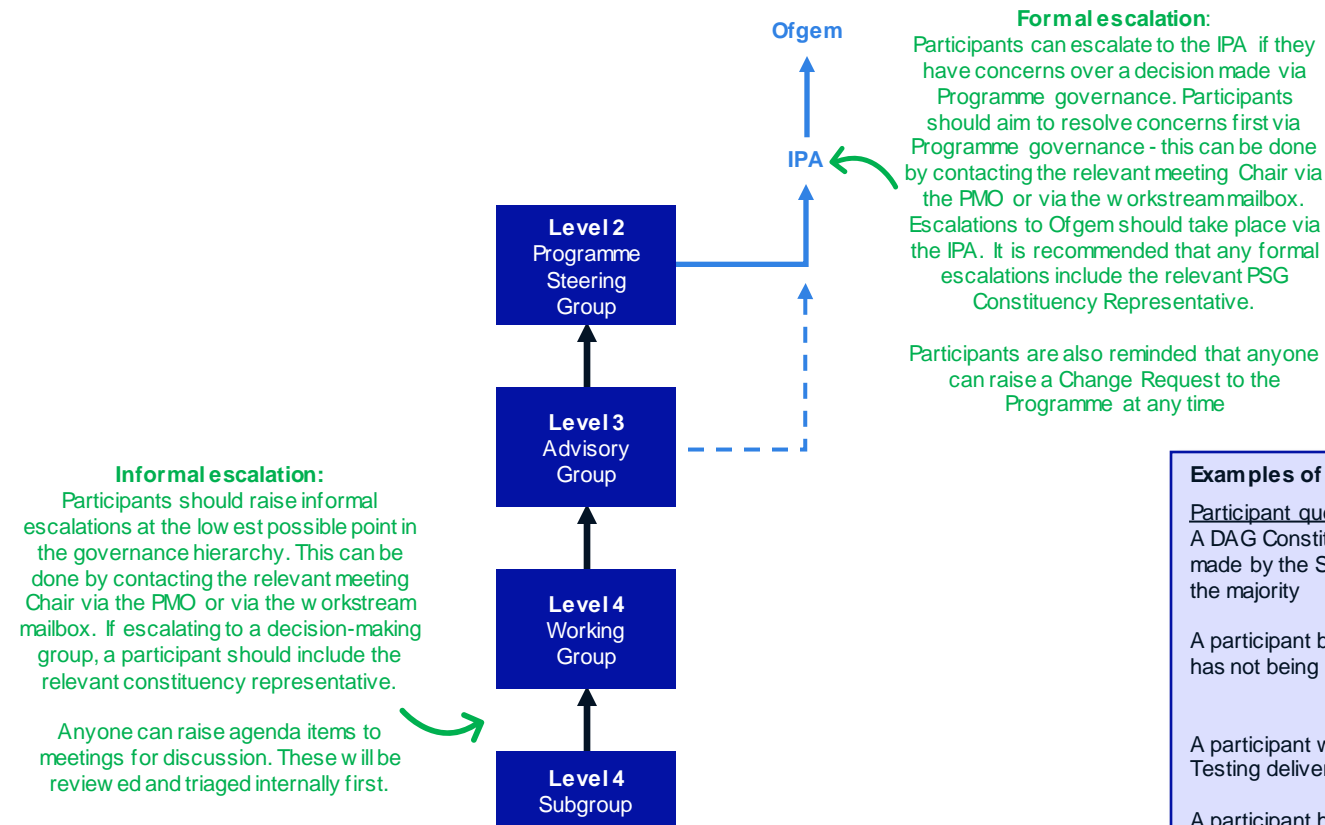 Ofgem
IPA
Formal escalation:
Participants can escalate to the IPA if they
have concerns over a decision made via
Programme governance. Participants
should aim to resolve concerns first via
Programme governance - this can be done
by contacting the relevant meeting Chair via
the PMO or via the workstream mailbox.
Escalations to Ofgem should take place via
the IPA. It is recommended that any formal
escalations include the relevant PSG
Constituency Representative.
Participants are also reminded that anyone
can raise a Change Request to the
Programme at any time
Level 2
Programme
Steering
Group
Level 3
Advisory
Group
Level 4
Working
Group
Level 4
Subgroup
Informal escalation:
Participants should raise informal
escalations at the lowest possible point in
the governance hierarchy. This can be
done by contacting the relevant meeting
Chair via the PMO or via the workstream
mailbox. If escalating to a decision-making
group, a participant should include the
relevant constituency representative.
Anyone can raise agenda items to
meetings for discussion. These will be
reviewed and triaged internally first.
Examples of
Participant
A DAG
made by the
the majority
A participant
has not being
A participant
Testing
A participant